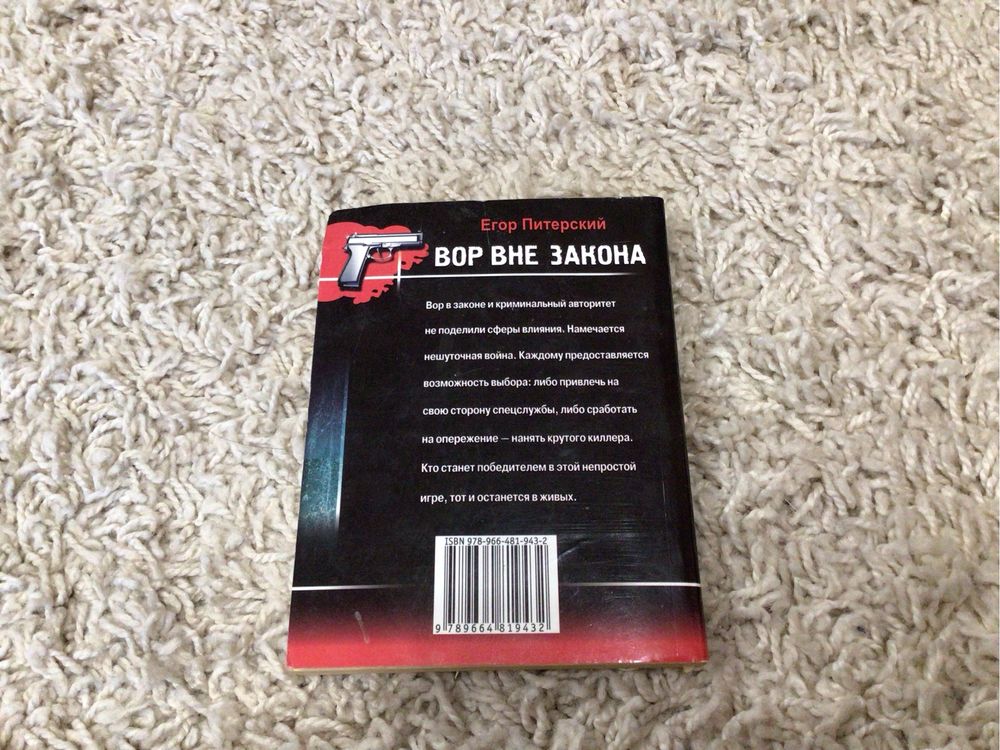 Егор Питерский
ВОР ВНЕ ЗАКОНА
Вор в законе и криминальный авторитет
не поделили сферы влияния. Намечается
нешуточная война. Каждому предоставляется
возможность выбора: либо привлечь на
свою сторону спецслужбы, либо сработать
на опережение — нанять крутого киллера.
Кто станет победителем в этой непростой
игре, тот и останется в живых.
ISBN 978-966-481-943-2
9 789664 819432